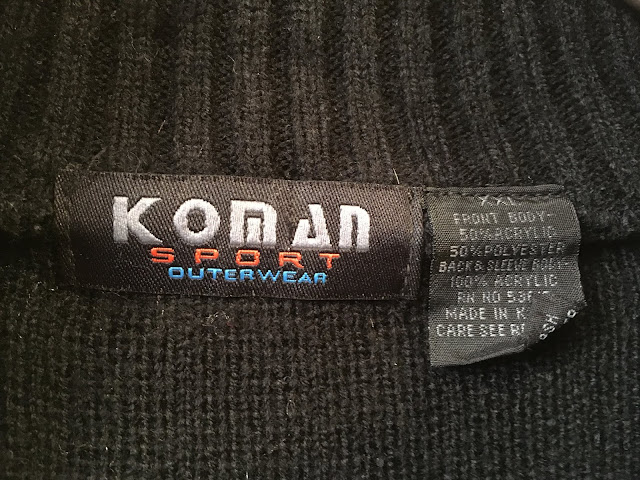 KOMAN
SPORT
OUTERWEAR
XXL
FRONT BODY-
50% ACRYLIC
50% POLYESTER
BACK & SLEEVE BODY-
100% ACRYLIC
RN NO
MADE IN
CARE SEE